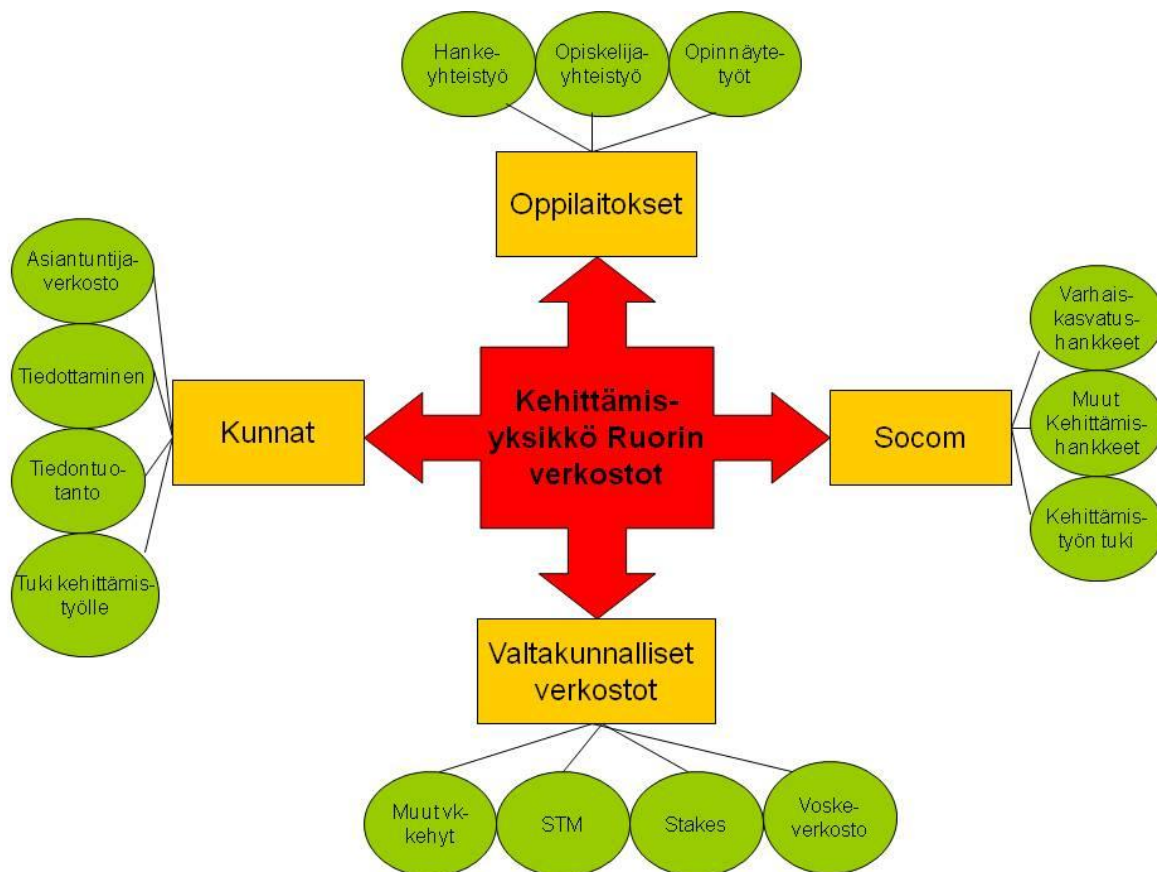 Hanke-
yhteistyö
Opiskelija-
yhteistyö
Opinnäyte-
työt
Oppilaitokset
Asiantuntija-
verkosto
Tiedottaminen
Tiedontuo-
tanto
Tuki kehittämis-
työlle
Kunnat
Kehittämis-
yksikkö Ruorin
verkostot
Socom
Varhais-
kasvatus-
hankkeet
Muut
Kehittämis-
hankkeet
Kehittämis-
työn tuki
Valtakunnalliset
verkostot
Muut vk-
kehyt
STM
Stakes
Voske-
verkosto